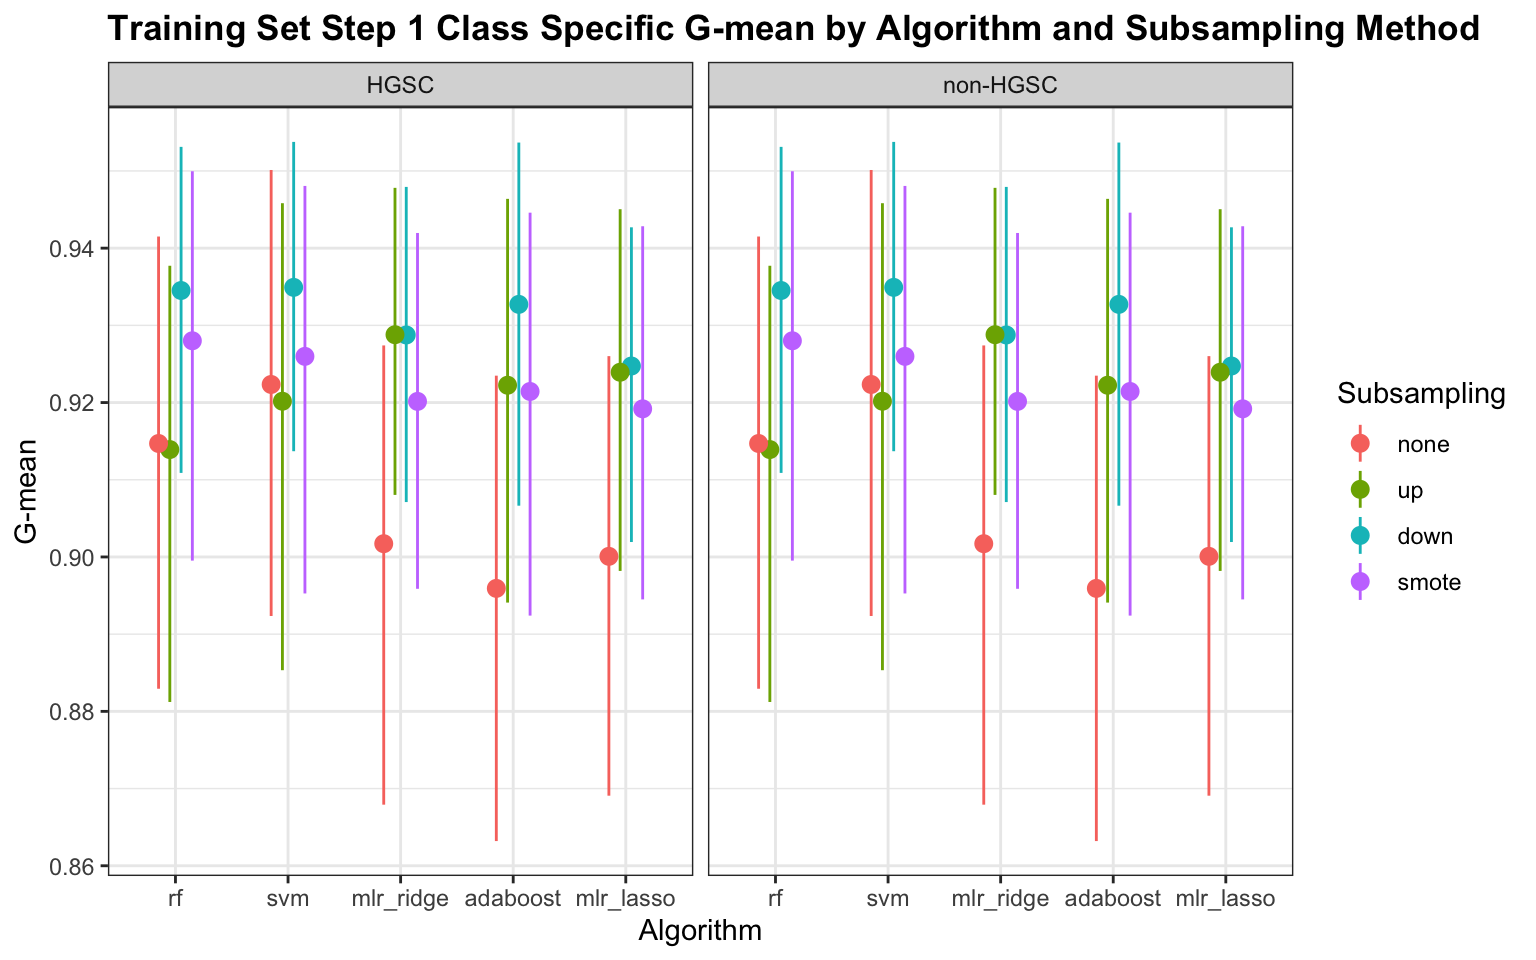 Training Set Step 1 Class Specific G-mean by Algorithm and Subsampling Method
HGSC
non-HGSC
G-mean
0.94
0.92
0.90
0.88
0.86
rf svm mlr_ridge adaboost mlr_lasso
rf svm mlr_ridge adaboost mlr_lasso
Algorithm
Subsampling
none
up
down
smote